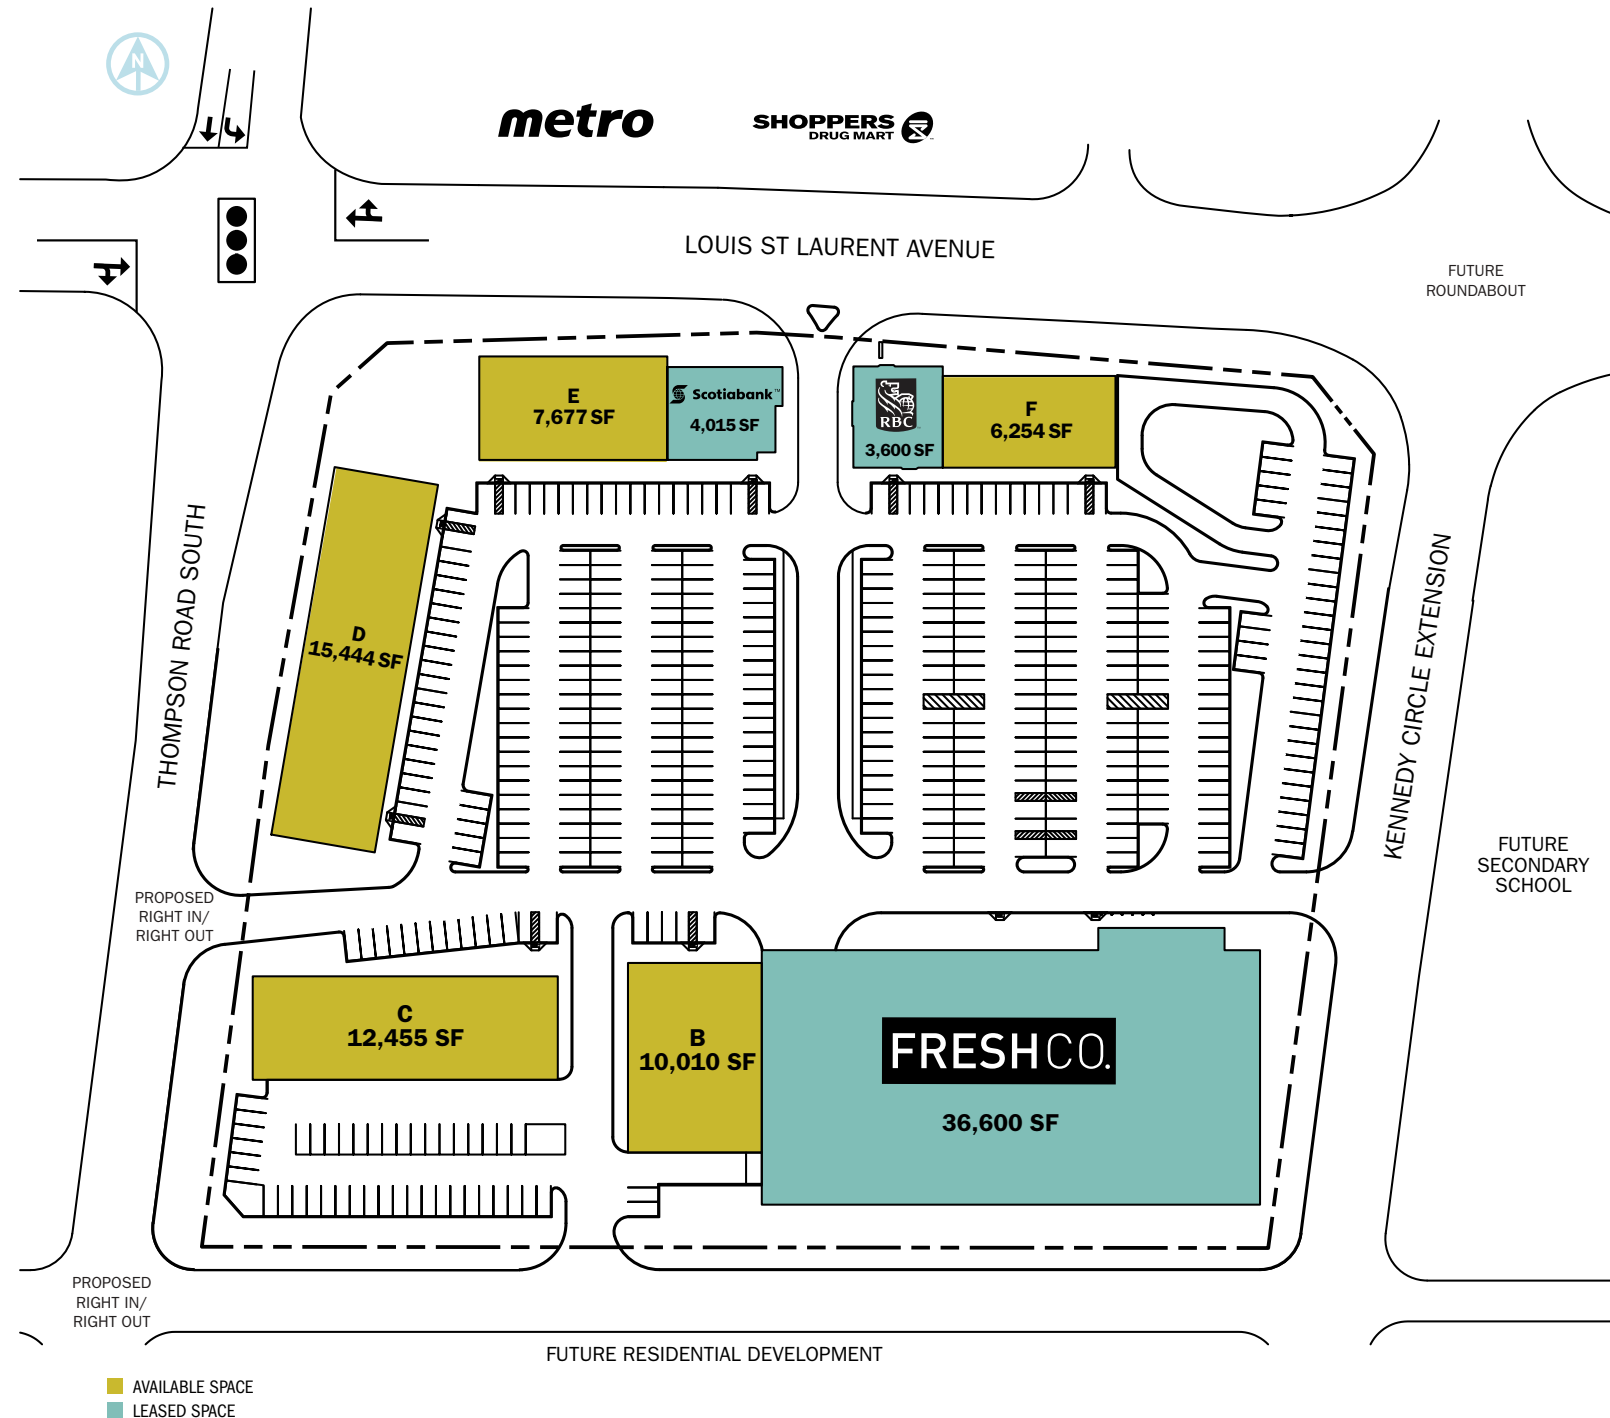 N
metro
SHOPPERS
DRUG MART
LOUIS ST LAURENT AVENUE
FUTURE
ROUNDABOUT
E
7,677 SF
Scotiabank™
4,015 SF
RBC
3,600 SF
F
6,254 SF
THOMPSON ROAD SOUTH
D
15,444 SF
KENNEDY CIRCLE EXTENSION
FUTURE
SECONDARY
SCHOOL
PROPOSED
RIGHT IN/
RIGHT OUT
C
12,455 SF
B
10,010 SF
FRESHCO.
36,600 SF
PROPOSED
RIGHT IN/
RIGHT OUT
FUTURE RESIDENTIAL DEVELOPMENT
AVAILABLE SPACE
LEASED SPACE